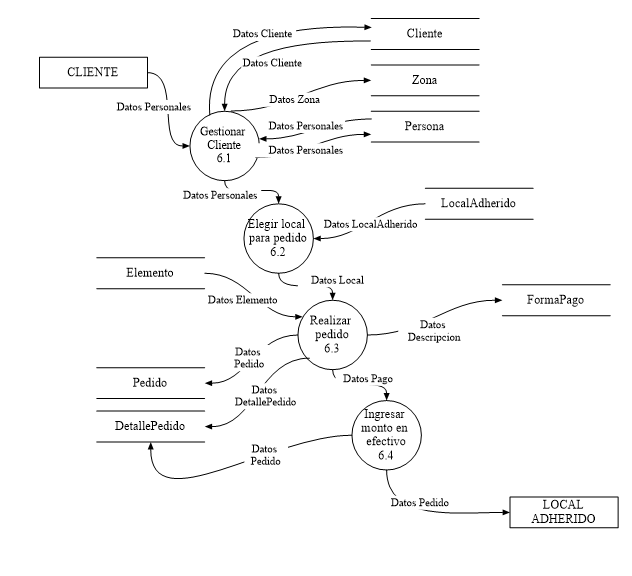 Datos Cliente
Cliente
Datos Cliente
CLIENTE
Zona
Datos Zona
Datos Personales
Datos Personales
Persona
Gestionar
Cliente
6.1
Datos Personales
Datos Personales
LocalAdherido
Datos LocalAdherido
Elegir local
para pedido
6.2
Elemento
Datos Local
Datos Elemento
FormaPago
Realizar
pedido
6.3
Datos
Descripcion
Datos
Pedido
Pedido
Datos Pago
Datos
DetallePedido
DetallePedido
Ingresar
monto en
efectivo
6.4
Datos
Pedido
Datos Pedido
LOCAL
ADHERIDO